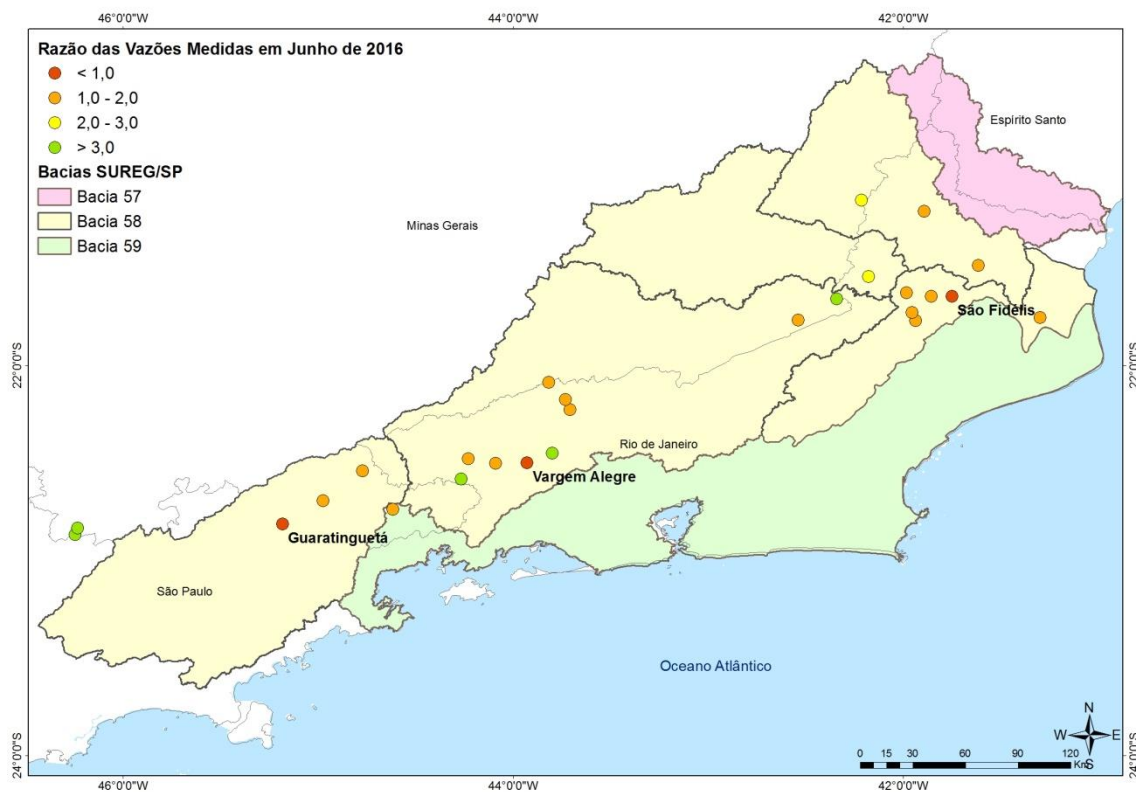 46°0'0"W
44°0'0"W
42°0'0"W
Razão das Vazões Medidas em Junho de 2016
< 1,0
1,0 - 2,0
2,0 - 3,0
> 3,0
Bacias SUREG/SP
Bacia 57
Bacia 58
Bacia 59
Espírito Santo
Minas Gerais
São Fidélis
22°0'0"S
22°0'0"S
Rio de Janeiro
Vargem Alegre
Guaratinguetá
São Paulo
Oceano Atlântico
N
W
E
S
0 15 30 60 90 120
Km
24°0'0"S
24°0'0"S
46°0'0"W
44°0'0"W
42°0'0"W